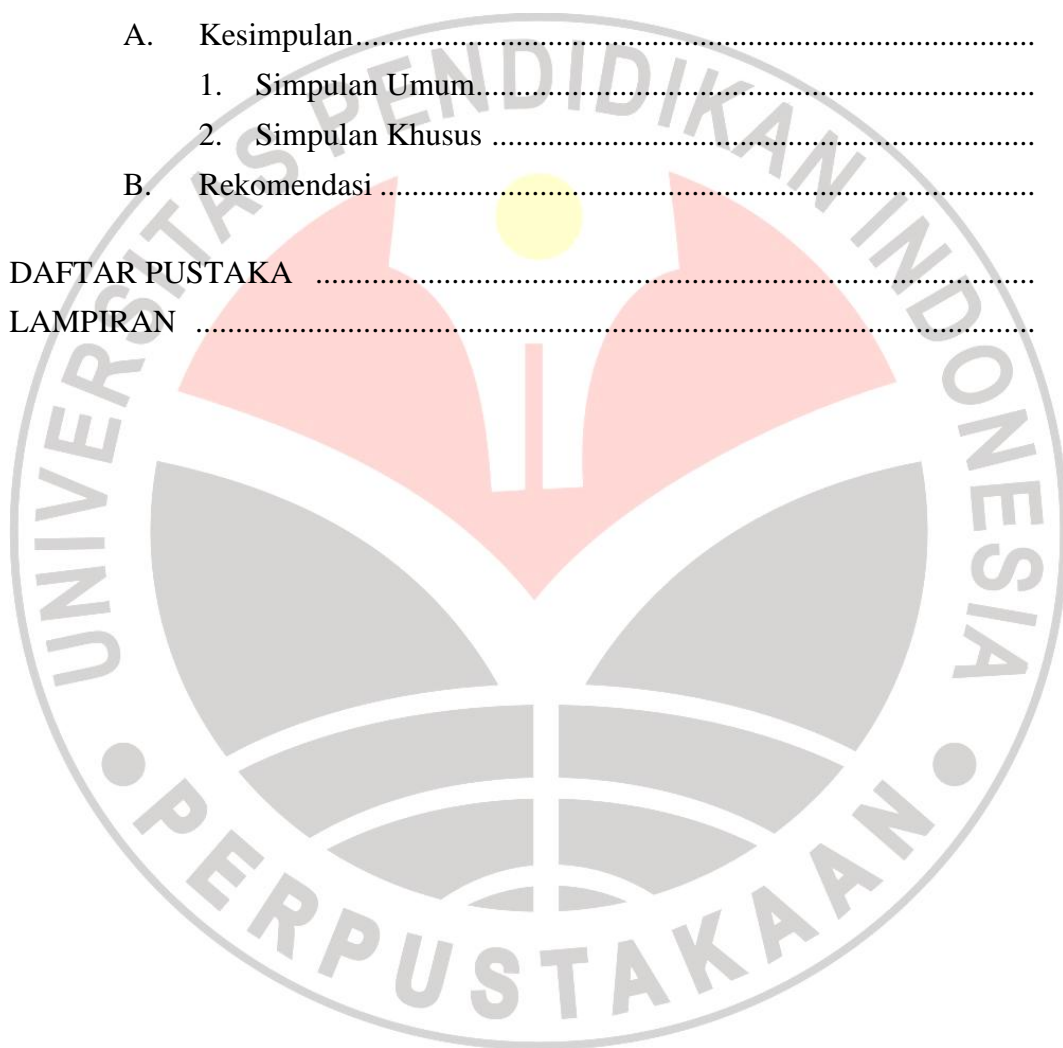 A. Kesimpulan.....................................................................................
1. Simpulan Umum......................................................................
2. Simpulan Khusus ....................................................................
B. Rekomendasi ..................................................................................
DAFTAR PUSTAKA ..........................................................................................
LAMPIRAN .........................................................................................................
UNIVERSITAS PENDIDIKAN INDONESIA
PERPUSTAKAAN